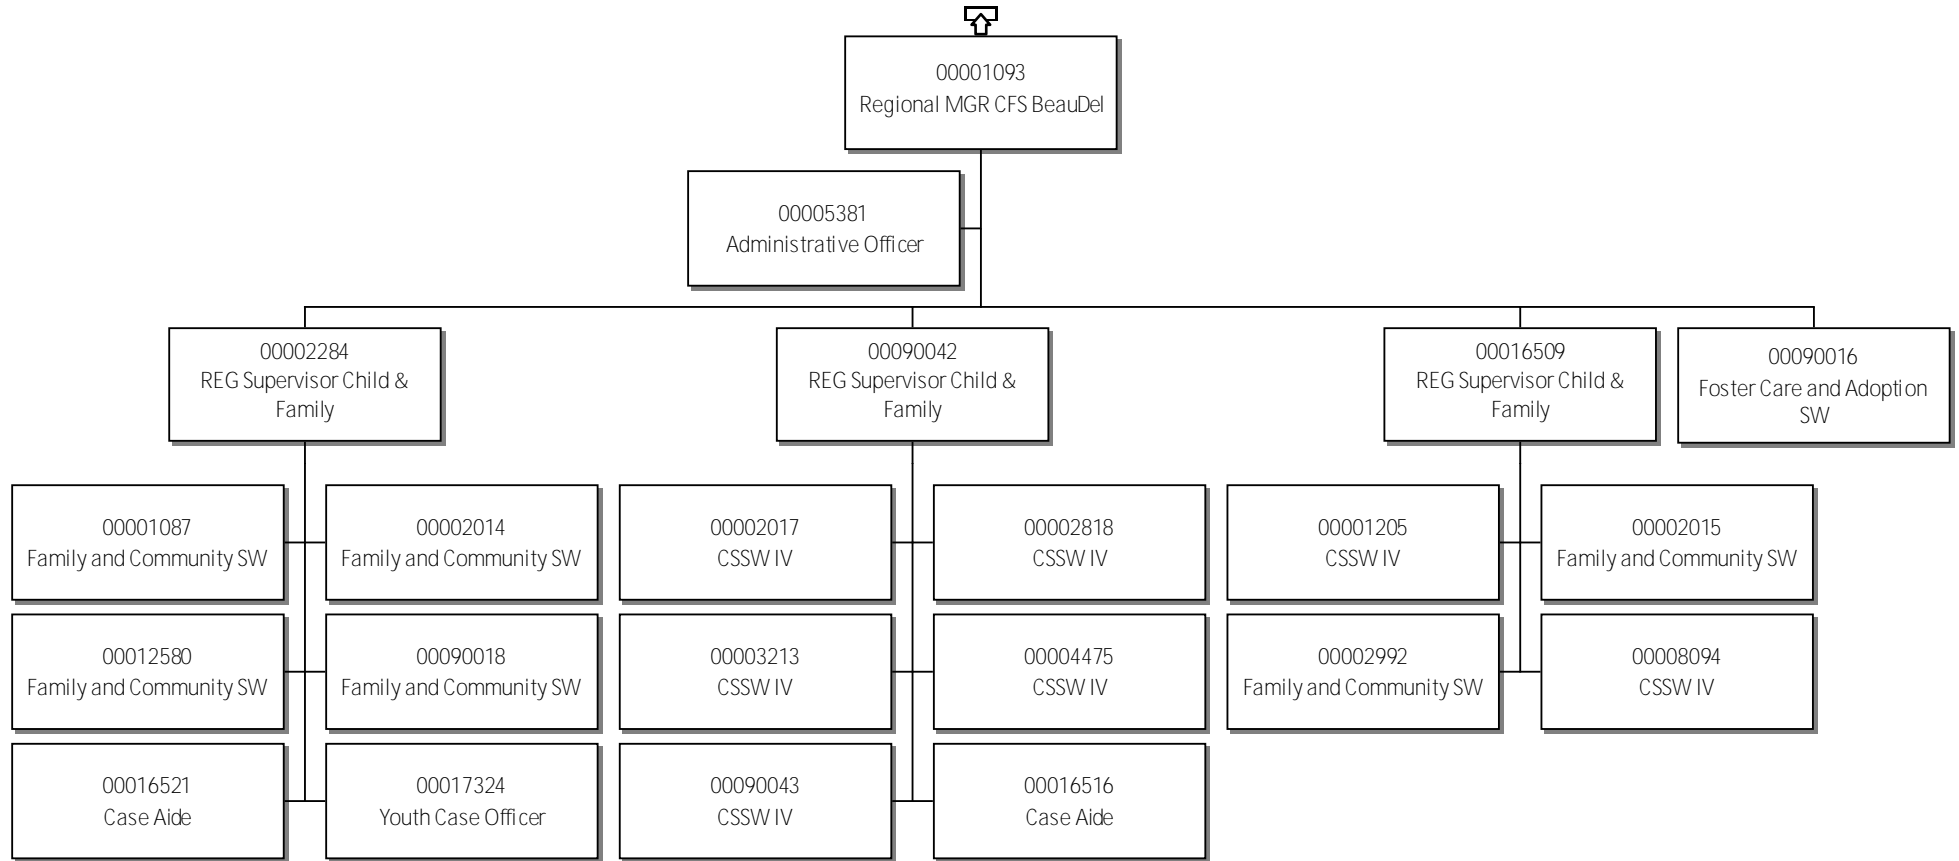 00001093
Regional MGR CFS BeauDel
00005381
Administrative Officer
00002284
REG Supervisor Child &
Family
00090042
REG Supervisor Child &
Family
00016509
REG Supervisor Child &
Family
00090016
Foster Care and Adoption
SW
00001087
Family and Community SW
00002014
Family and Community SW
00002017
CSSW IV
00002818
CSSW IV
00001205
CSSW IV
00002015
Family and Community SW
00012580
Family and Community SW
00090018
Family and Community SW
00003213
CSSW IV
00004475
CSSW IV
00002992
Family and Community SW
00008094
CSSW IV
00016521
Case Aide
00017324
Youth Case Officer
00090043
CSSW IV
00016516
Case Aide